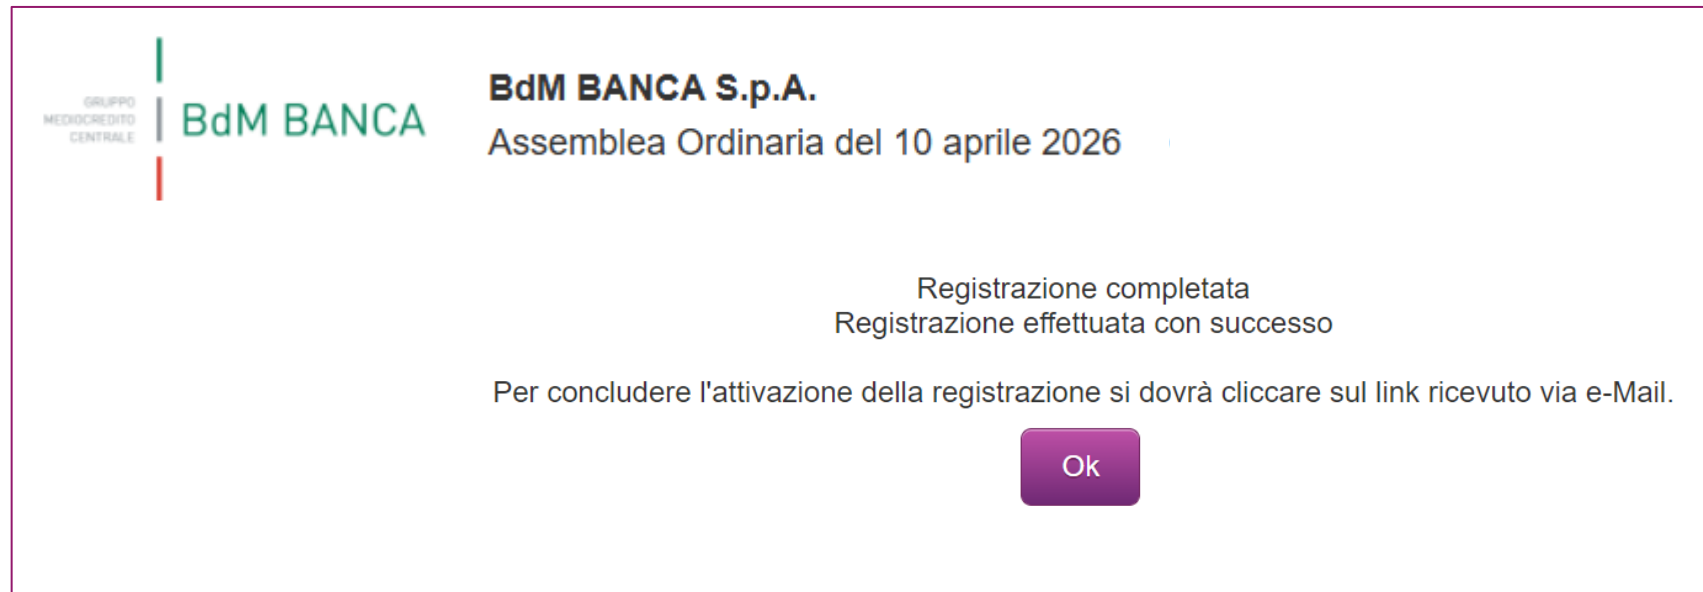 GRUPPO
MEDIOCREDITO
CENTRALE
BdM BANCA
BdM BANCA S.p.A.
Assemblea Ordinaria del 10 aprile 2026
Registrazione completata
Registrazione effettuata con successo
Per concludere l'attivazione della registrazione si dovrà cliccare sul link ricevuto via e-Mail.
Ok